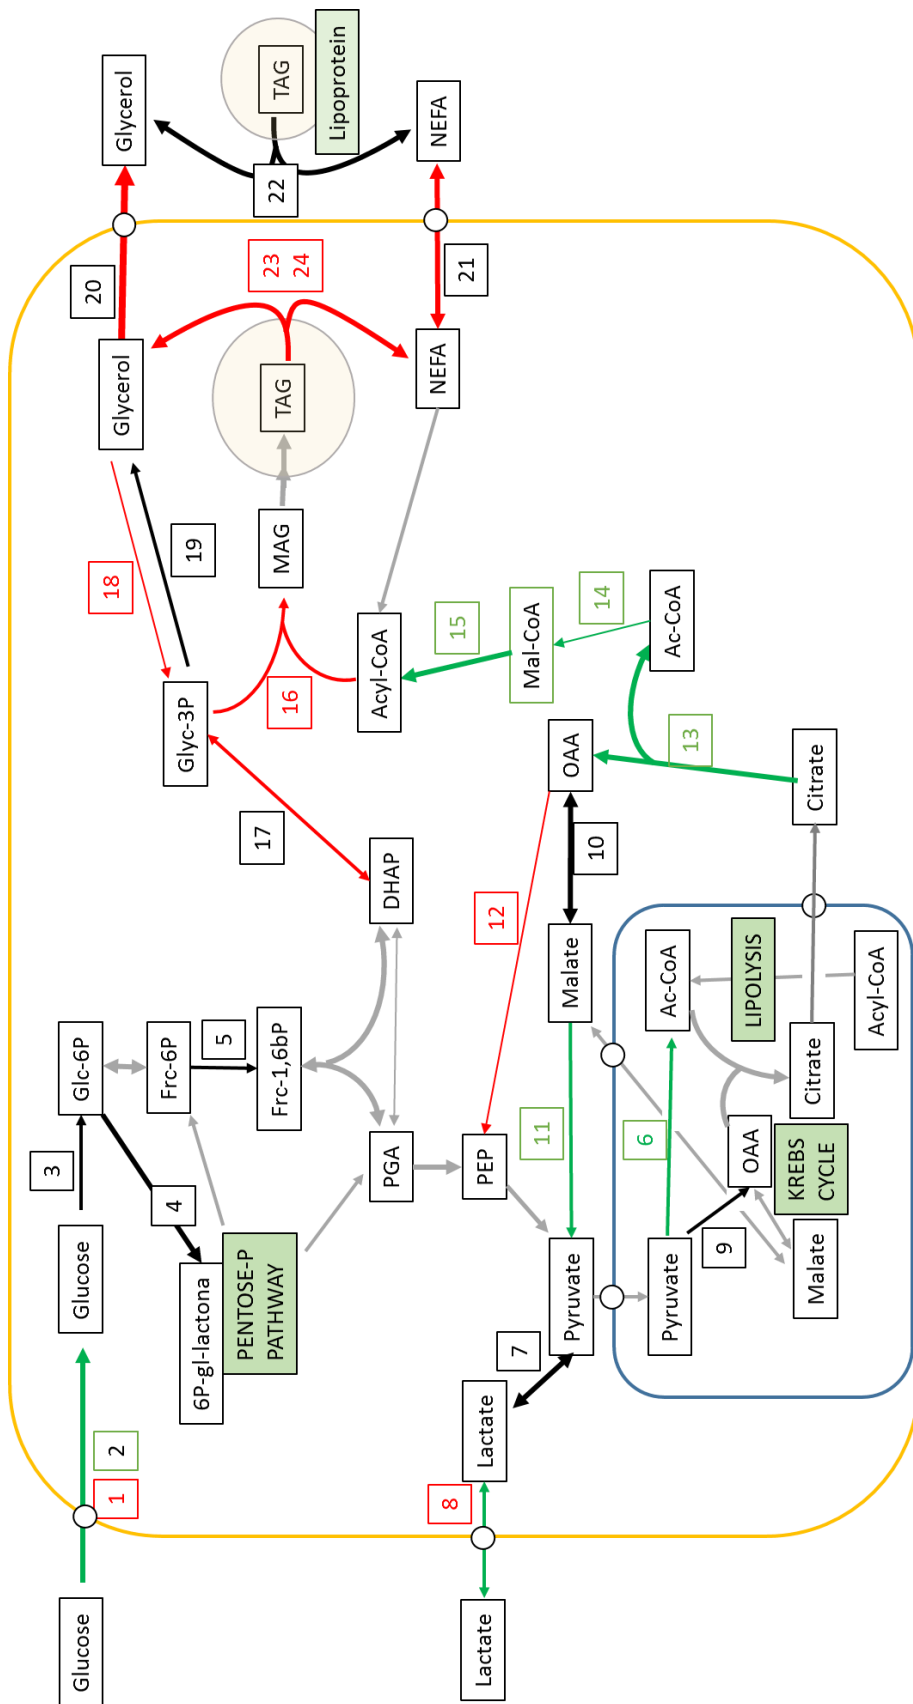 Glucose
1
2
Glucose
3
Glc-6P
4
6P-gl-lactona
PENTOSE-P
PATHWAY
Frc-6P
5
Frc-1,6bP
PGA
DHAP
17
Glyc-3P
18
19
Glycerol
20
Glycerol
22
TAG
Lipoprotein
NEFA
21
NEFA
23
24
TAG
MAG
16
Acyl-CoA
15
Mal-CoA
14
Ac-CoA
13
OAA
10
Malate
12
PEP
11
Pyruvate
7
Lactate
8
Lactate
Pyruvate
6
Ac-CoA
9
OAA
KREBS
CYCLE
Malate
LIPOLYSIS
Citrate
Acyl-CoA
Citrate